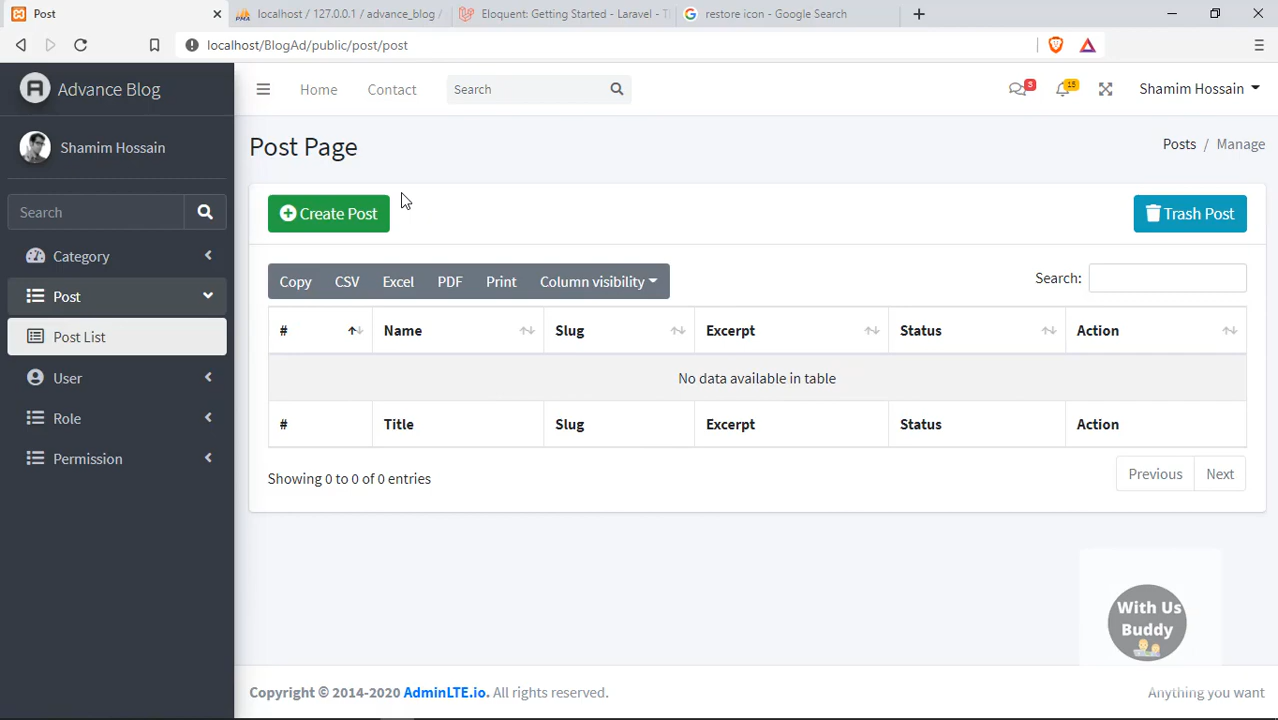 Post
localhost / 127.0.0.1 / advance_blog /
Eloquent: Getting Started - Laravel - T
restore icon - Google Search
localhost/BlogAd/public/post/post
Advance Blog
Home
Contact
Search
15
Shamim Hossain
Shamim Hossain
Post Page
Posts / Manage
Search
Create Post
Trash Post
Category
Post
Post List
User
Role
Permission
Copy CSV Excel PDF Print Column visibility
Search:
# Name Slug Excerpt Status Action
No data available in table
# Title Slug Excerpt Status Action
Showing 0 to 0 of 0 entries
Previous Next
With Us
Buddy
Copyright © 2014-2020 AdminLTE.io. All rights reserved.
Anything you want